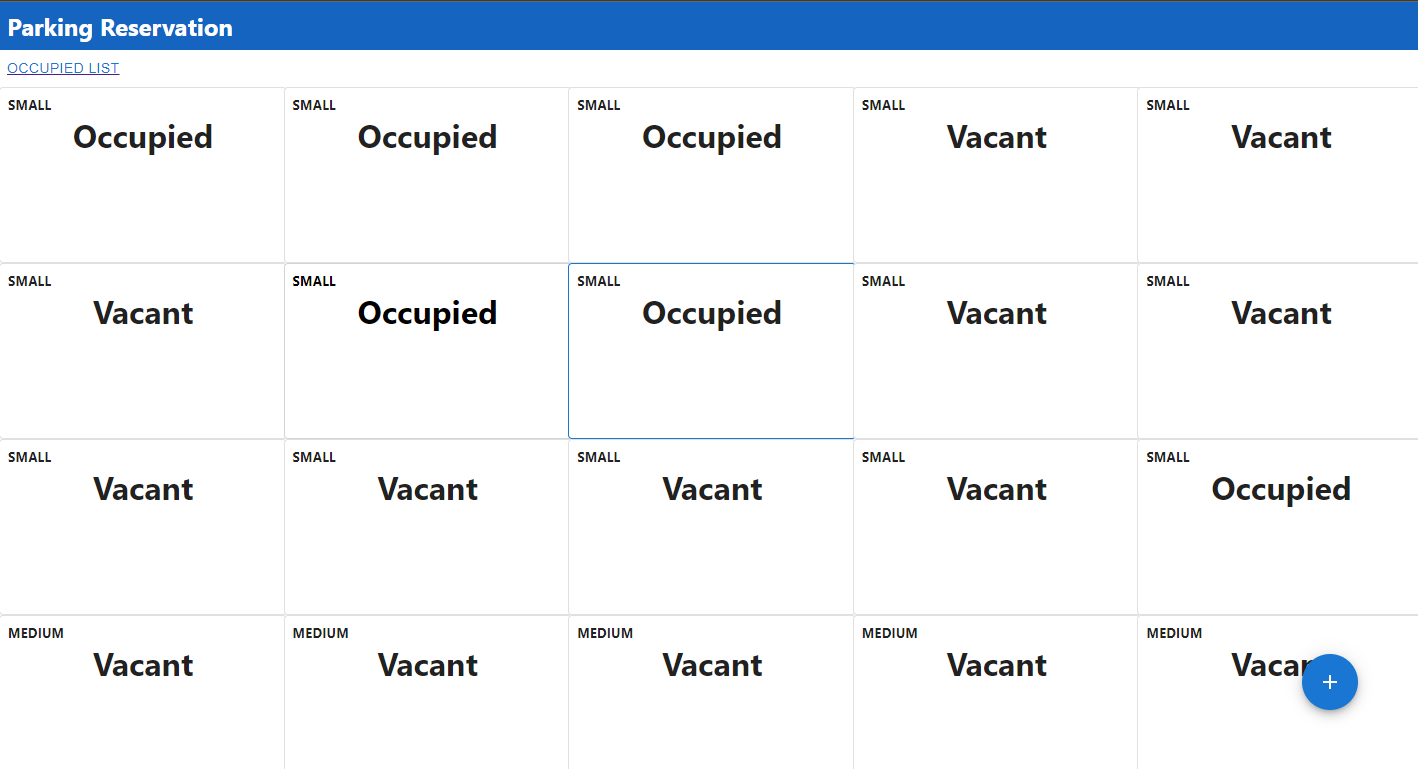 Parking Reservation
OCCUPIED LIST
SMALL SMALL SMALL SMALL SMALL
Occupied Occupied Occupied Vacant Vacant
SMALL SMALL SMALL SMALL SMALL
Vacant Occupied Occupied Vacant Vacant
SMALL SMALL SMALL SMALL SMALL
Vacant Vacant Vacant Vacant Occupied
MEDIUM MEDIUM MEDIUM MEDIUM MEDIUM
Vacant Vacant Vacant Vacant Vacan
+